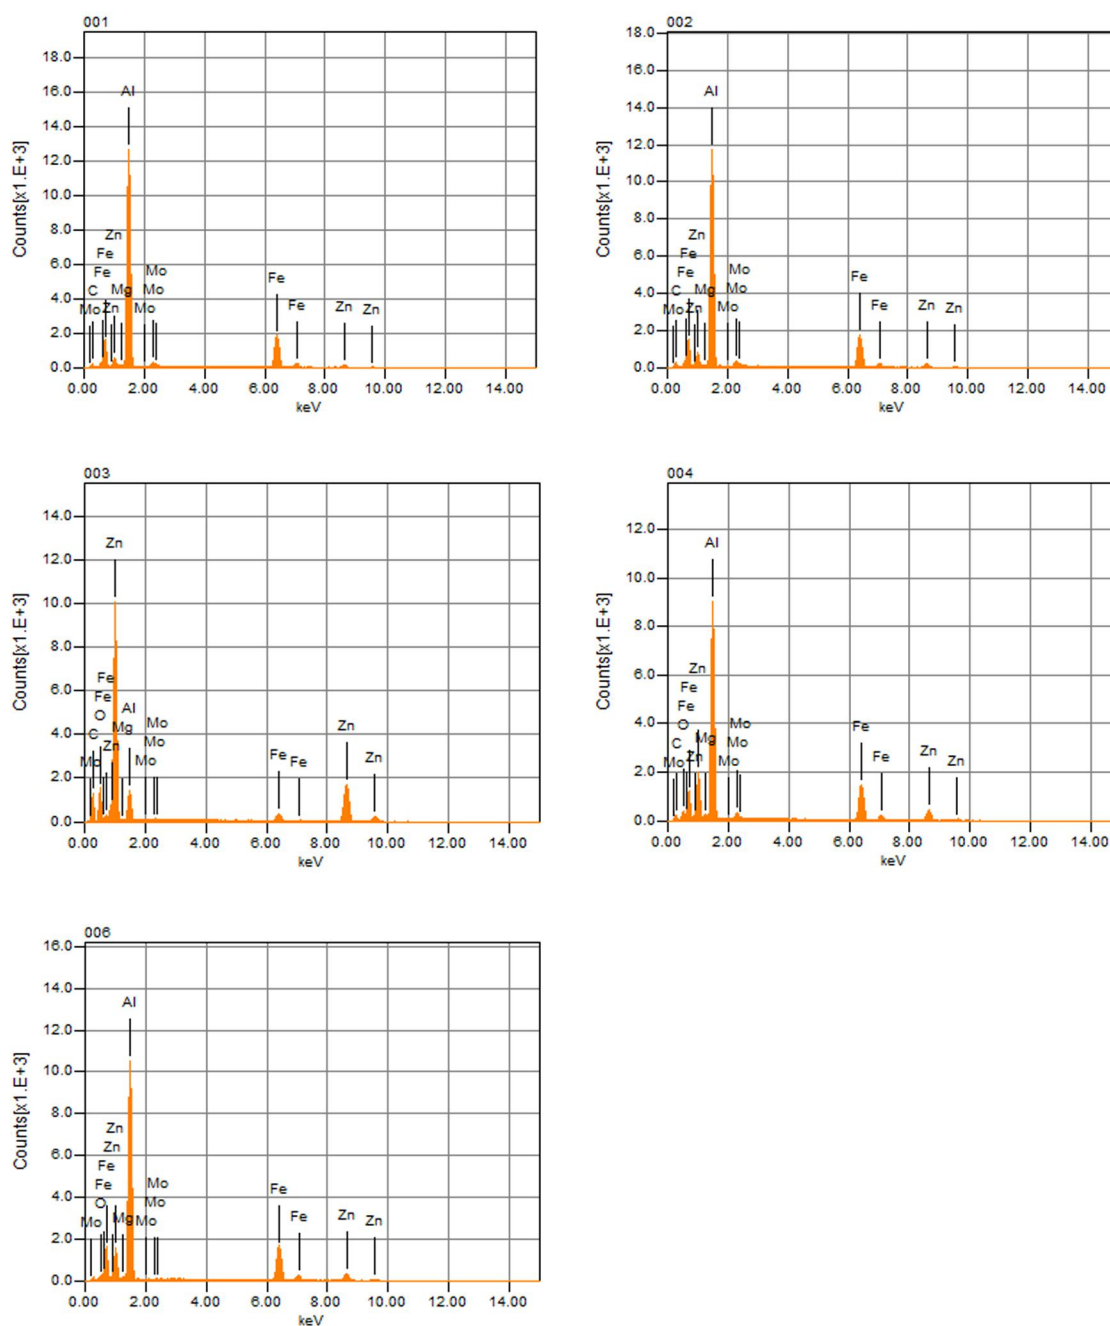 001
Counts[x1.E+3]
18.0
16.0
14.0
12.0
10.0
8.0
6.0
4.0
2.0
0.0
Al
Zn
Fe
Fe
C
Mo
Zn
Mg
Mo
Mo
Mo
Fe
Fe
Zn
Zn
0.00 2.00 4.00 6.00 8.00 10.00 12.00 14.00
keV
002
Counts[x1.E+3]
18.0
16.0
14.0
12.0
10.0
8.0
6.0
4.0
2.0
0.0
Al
Zn
Fe
Fe
C
Mo
Zn
Mg
Mo
Mo
Mo
Fe
Fe
Zn
Zn
0.00 2.00 4.00 6.00 8.00 10.00 12.00 14.00
keV
003
Counts[x1.E+3]
14.0
12.0
10.0
8.0
6.0
4.0
2.0
0.0
Zn
Fe
Fe
O
C
Mo
Zn
Mg
Al
Mo
Mo
Mo
Fe
Fe
Zn
Zn
0.00 2.00 4.00 6.00 8.00 10.00 12.00 14.00
keV
004
Counts[x1.E+3]
12.0
10.0
8.0
6.0
4.0
2.0
0.0
Al
Zn
Fe
Fe
O
C
Mo
Zn
Mg
Mo
Mo
Mo
Fe
Fe
Zn
Zn
0.00 2.00 4.00 6.00 8.00 10.00 12.00 14.00
keV
006
Counts[x1.E+3]
16.0
14.0
12.0
10.0
8.0
6.0
4.0
2.0
0.0
Al
Zn
Zn
Fe
Fe
O
Mo
Mg
Mo
Mo
Mo
Fe
Fe
Zn
Zn
0.00 2.00 4.00 6.00 8.00 10.00 12.00 14.00
keV